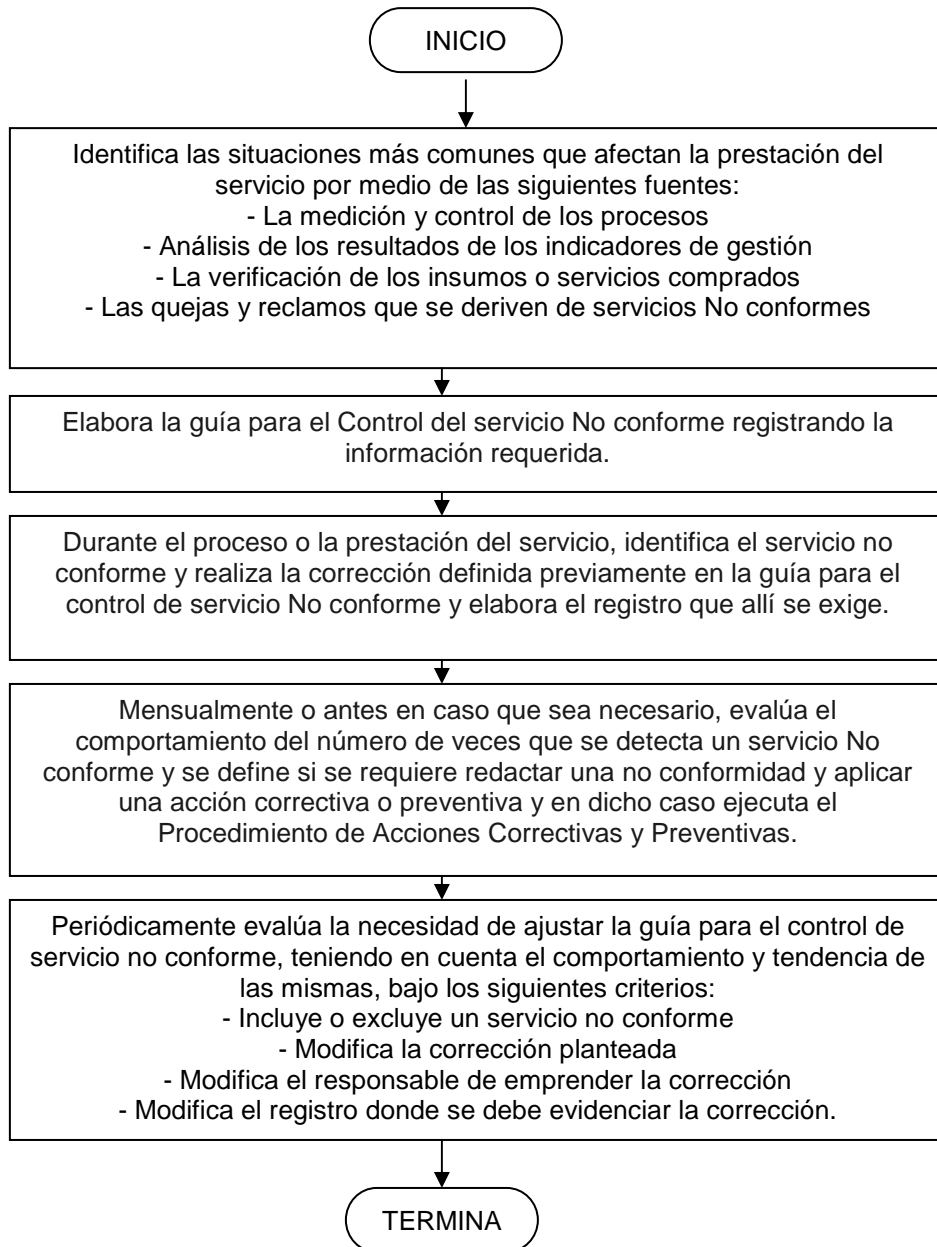 INICIO
Identifica las situaciones más comunes que afectan la prestación del
servicio por medio de las siguientes fuentes:
- La medición y control de los procesos
- Análisis de los resultados de los indicadores de gestión
- La verificación de los insumos o servicios comprados
- Las quejas y reclamos que se deriven de servicios No conformes
Elabora la guía para el Control del servicio No conforme registrando la
información requerida.
Durante el proceso o la prestación del servicio, identifica el servicio no
conforme y realiza la corrección definida previamente en la guía para el
control de servicio No conforme y elabora el registro que allí se exige.
Mensualmente o antes en caso que sea necesario, evalúa el
comportamiento del número de veces que se detecta un servicio No
conforme y se define si se requiere redactar una no conformidad y aplicar
una acción correctiva o preventiva y en dicho caso ejecuta el
Procedimiento de Acciones Correctivas y Preventivas.
Periódicamente evalúa la necesidad de ajustar la guía para el control de
servicio no conforme, teniendo en cuenta el comportamiento y tendencia de
las mismas, bajo los siguientes criterios:
- Incluye o excluye un servicio no conforme
- Modifica la corrección planteada
- Modifica el responsable de emprender la corrección
- Modifica el registro donde se debe evidenciar la corrección.
TERMINA